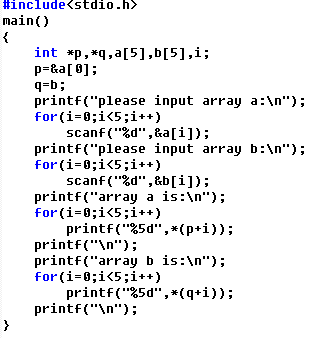 #include<stdio.h>
main()
{
    int *p,*q,a[5],b[5],i;
    p=&a[0];
    q=b;
    printf("please input array a:\n");
    for(i=0;i<5;i++)
        scanf("%d",&a[i]);
    printf("please input array b:\n");
    for(i=0;i<5;i++)
        scanf("%d",&b[i]);
    printf("array a is:\n");
    for(i=0;i<5;i++)
        printf("%5d",*(p+i));
    printf("\n");
    printf("array b is:\n");
    for(i=0;i<5;i++)
        printf("%5d",*(q+i));
    printf("\n");
}